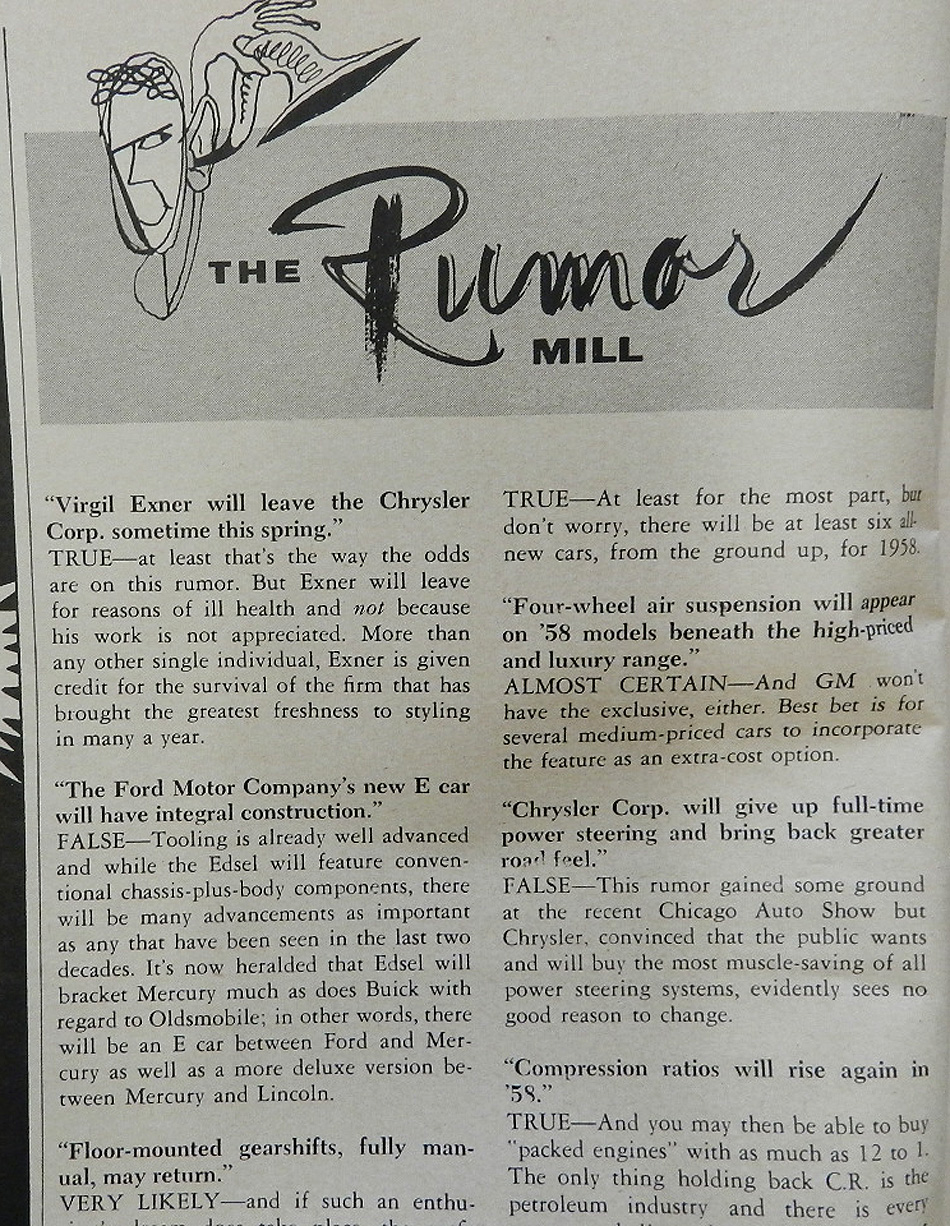 THE Rumor
MILL
“Virgil Exner will leave the Chrysler
Corp. sometime this spring.”
TRUE—at least that's the way the odds
are on this rumor. But Exner will leave
for reasons of ill health and not because
his work is not appreciated. More than
any other single individual, Exner is given
credit for the survival of the firm that has
brought the greatest freshness to styling
in many a year.
“The Ford Motor Company's new E car
will have integral construction.”
FALSE—Tooling is already well advanced
and while the Edsel will feature conven-
tional chassis-plus-body components, there
will be many advancements as important
as any that have been seen in the last two
decades. It's now heralded that Edsel will
bracket Mercury much as does Buick with
regard to Oldsmobile; in other words, there
will be an E car between Ford and Mer-
cury as well as a more deluxe version be-
tween Mercury and Lincoln.
“Floor-mounted gearshifts, fully man-
ual, may return.”
VERY LIKELY—and if such an enthu-
TRUE—At least for the most part, but
don't worry, there will be at least six all-
new cars, from the ground up, for 1958.
“Four-wheel air suspension will appear
on '58 models beneath the high-priced
and luxury range.”
ALMOST CERTAIN—And GM won't
have the exclusive, either. Best bet is for
several medium-priced cars to incorporate
the feature as an extra-cost option.
“Chrysler Corp. will give up full-time
power steering and bring back greater
road feel.”
FALSE—This rumor gained some ground
at the recent Chicago Auto Show but
Chrysler, convinced that the public wants
and will buy the most muscle-saving of all
power steering systems, evidently sees no
good reason to change.
“Compression ratios will rise again in
'58.”
TRUE—And you may then be able to buy
“packed engines” with as much as 12 to 1.
The only thing holding back C.R. is the
petroleum industry and there is every